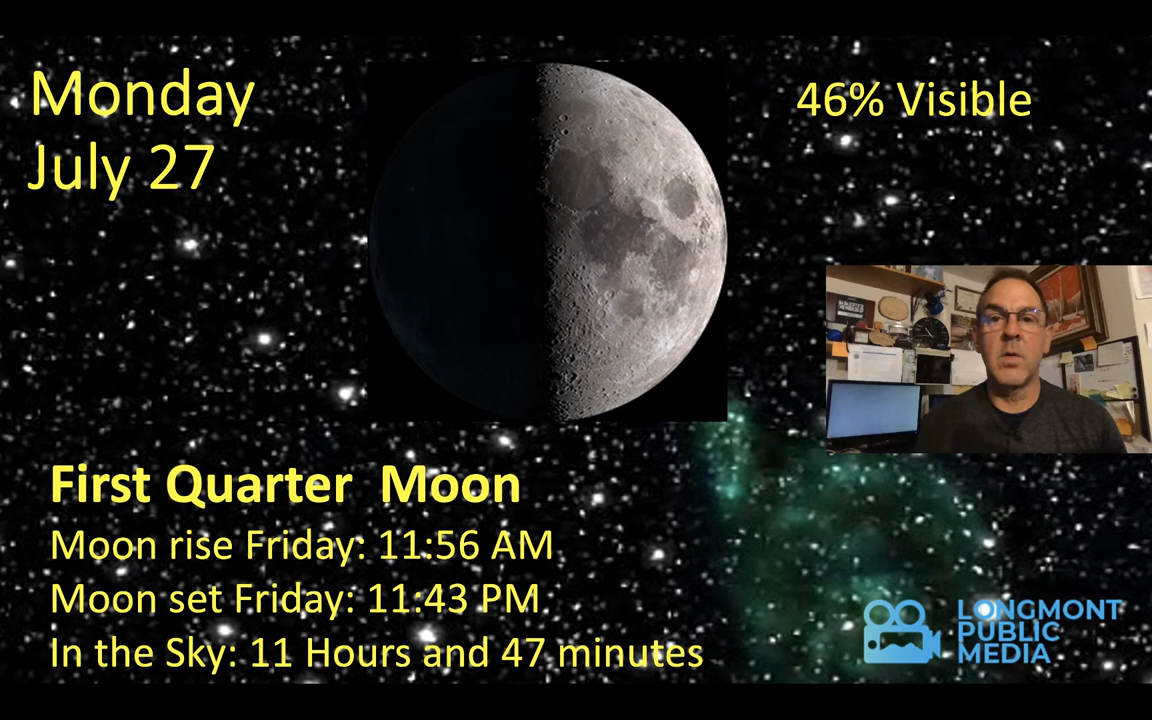 Monday
July 27
46% Visible
First Quarter Moon
Moon rise Friday: 11:56 AM
Moon set Friday: 11:43 PM
In the Sky: 11 Hours and 47 minutes
LONGMONT
PUBLIC
MEDIA